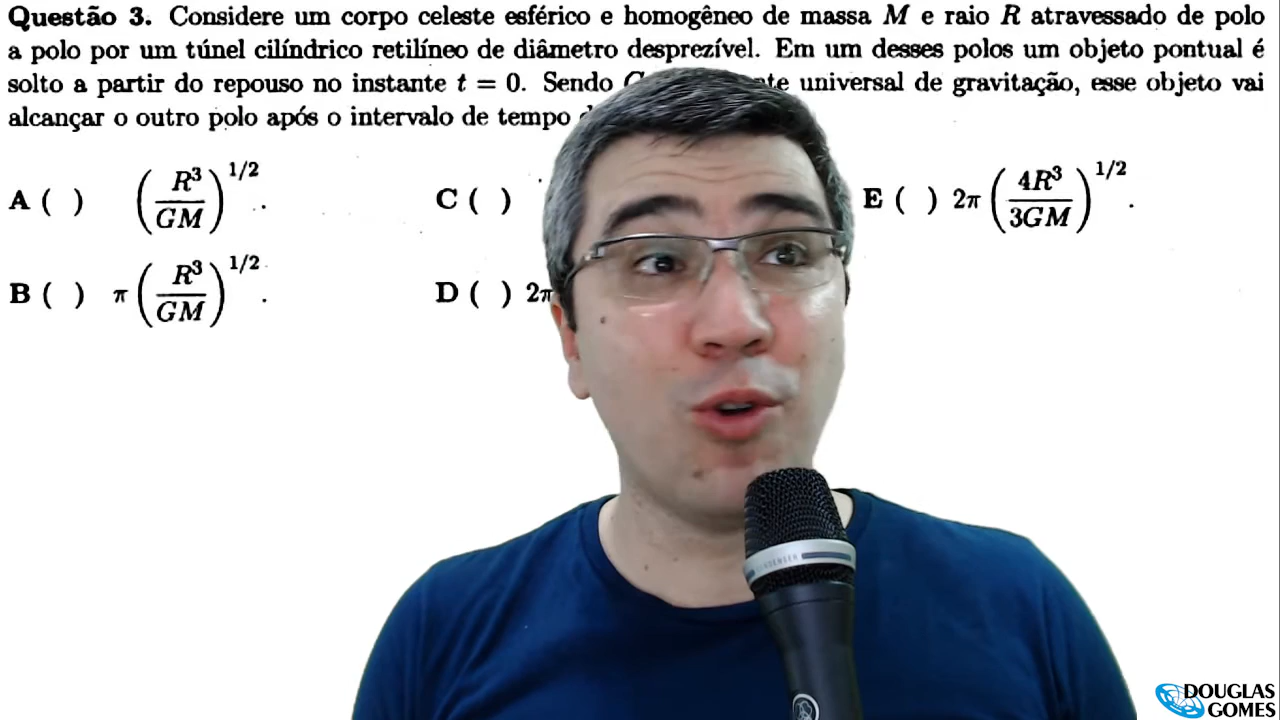 Questão 3. Considere um corpo celeste esférico e homogêneo de massa M e raio R atravessado de polo
a polo por um túnel cilíndrico retilíneo de diâmetro desprezível. Em um desses polos um objeto pontual é
solto a partir do repouso no instante t = 0. Sendo universal de gravitação, esse objeto vai
alcançar o outro polo após o intervalo de tempo
A ( ) (R³/GM)^1/2.
C ( )
E ( ) 2π (4R³/3GM)^1/2.
B ( ) π (R³/GM)^1/2.
D ( ) 2π
DOUGLAS
GOMES